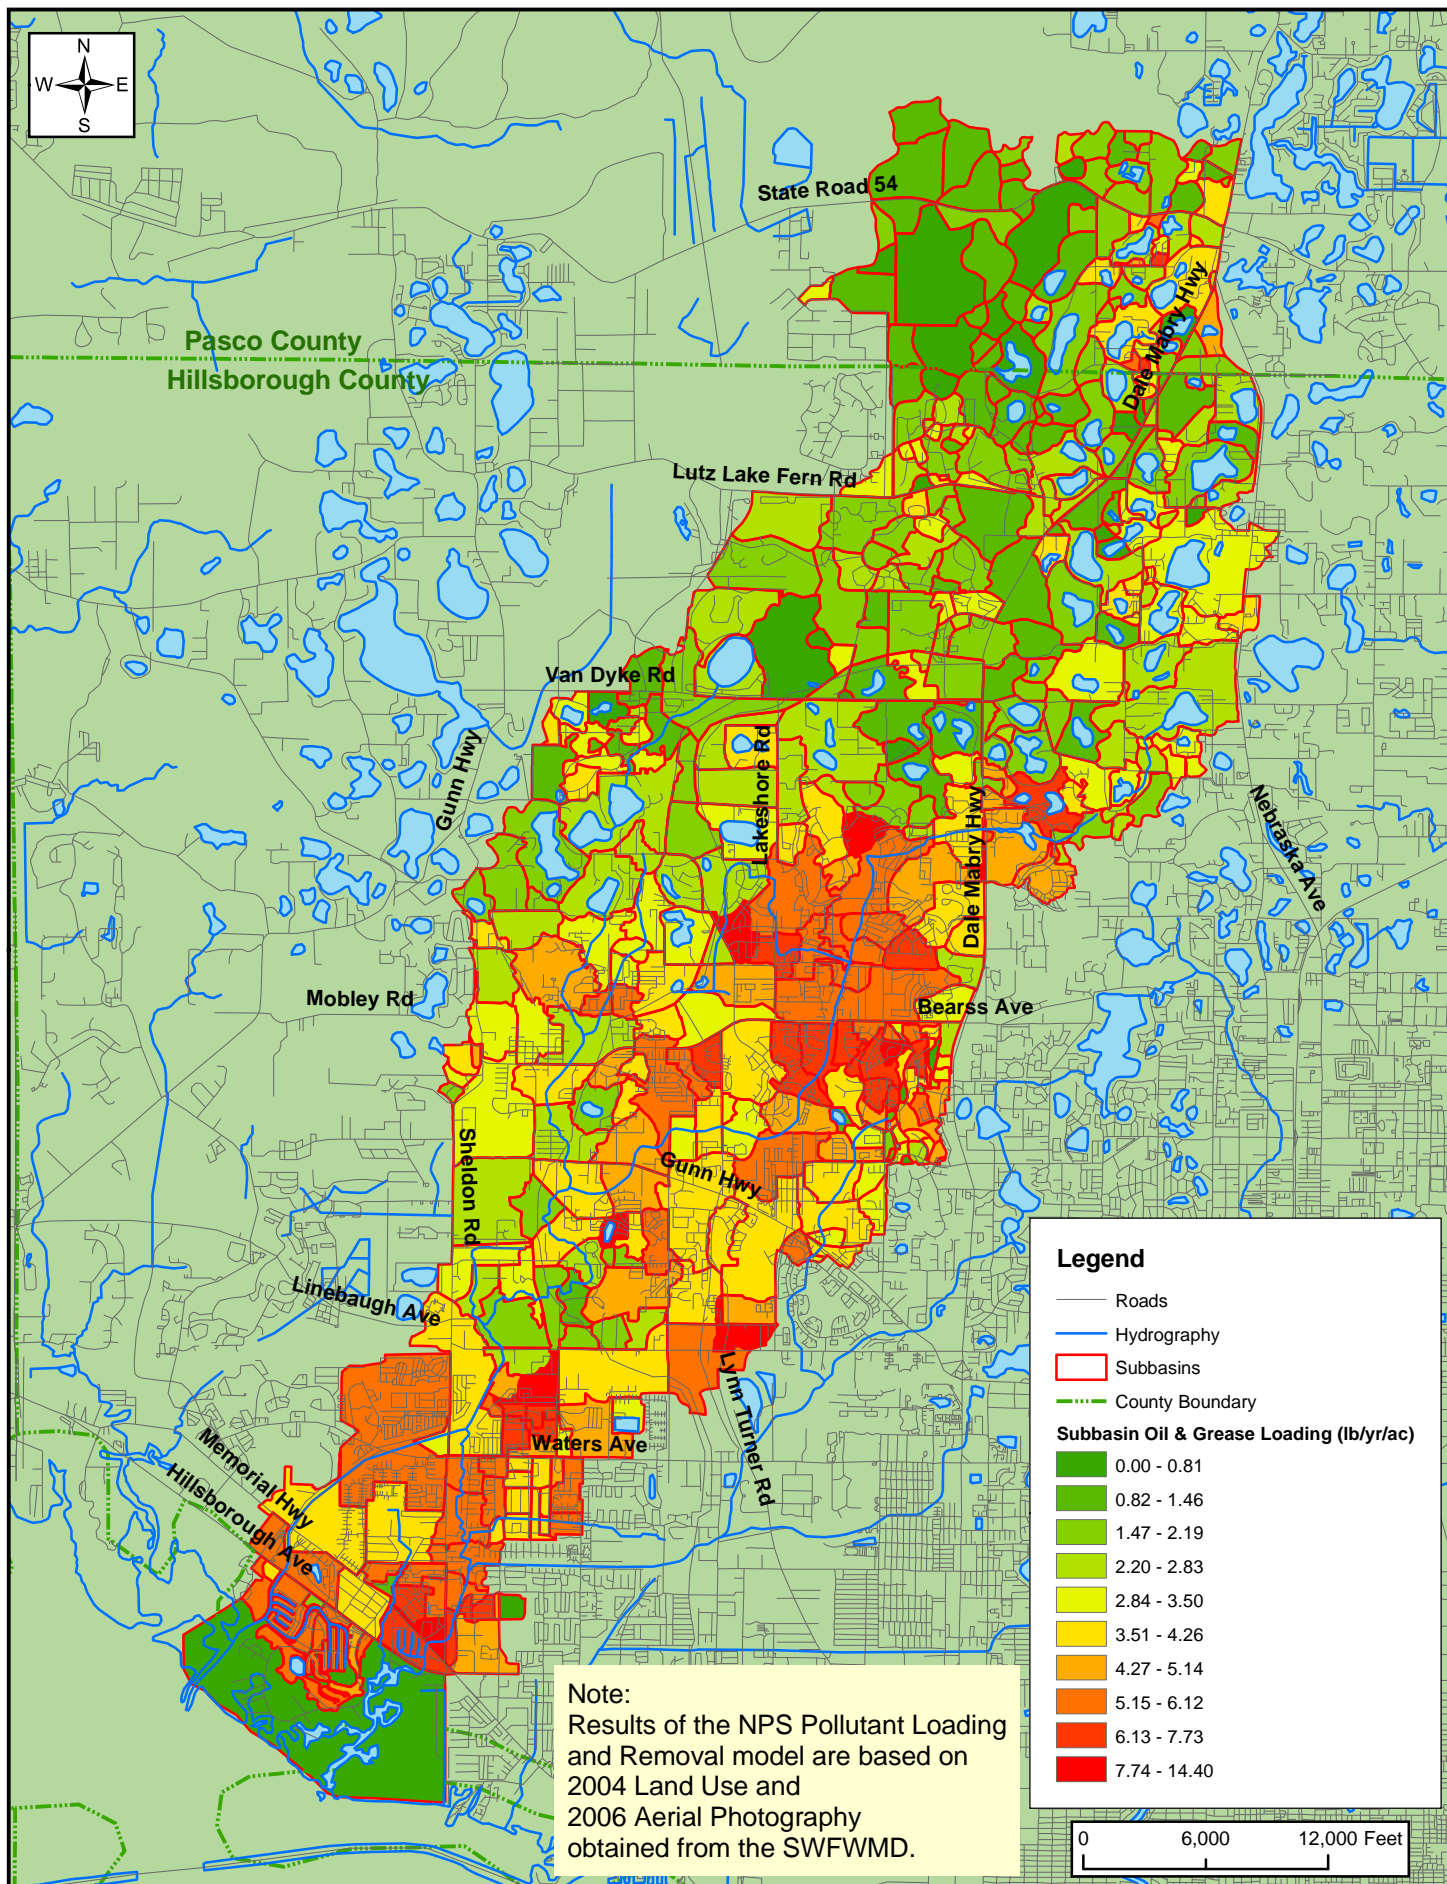 N
W E
S
State Road 54
Pasco County
Hillsborough County
Dale Mabry Hwy
Lutz Lake Fern Rd
Van Dyke Rd
Gunn Hwy
Lakeshore Rd
Dale Mabry Hwy
Nebraska Ave
Mobley Rd
Bearss Ave
Sheldon Rd
Gunn Hwy
Linebaugh Ave
Lynn Turner Rd
Waters Ave
Memorial Hwy
Hillsborough Ave
Legend
Roads
Hydrography
Subbasins
County Boundary
Subbasin Oil & Grease Loading (lb/yr/ac)
0.00 - 0.81
0.82 - 1.46
1.47 - 2.19
2.20 - 2.83
2.84 - 3.50
3.51 - 4.26
4.27 - 5.14
5.15 - 6.12
6.13 - 7.73
7.74 - 14.40
Note:
Results of the NPS Pollutant Loading
and Removal model are based on
2004 Land Use and
2006 Aerial Photography
obtained from the SWFWMD.
0 6,000 12,000 Feet